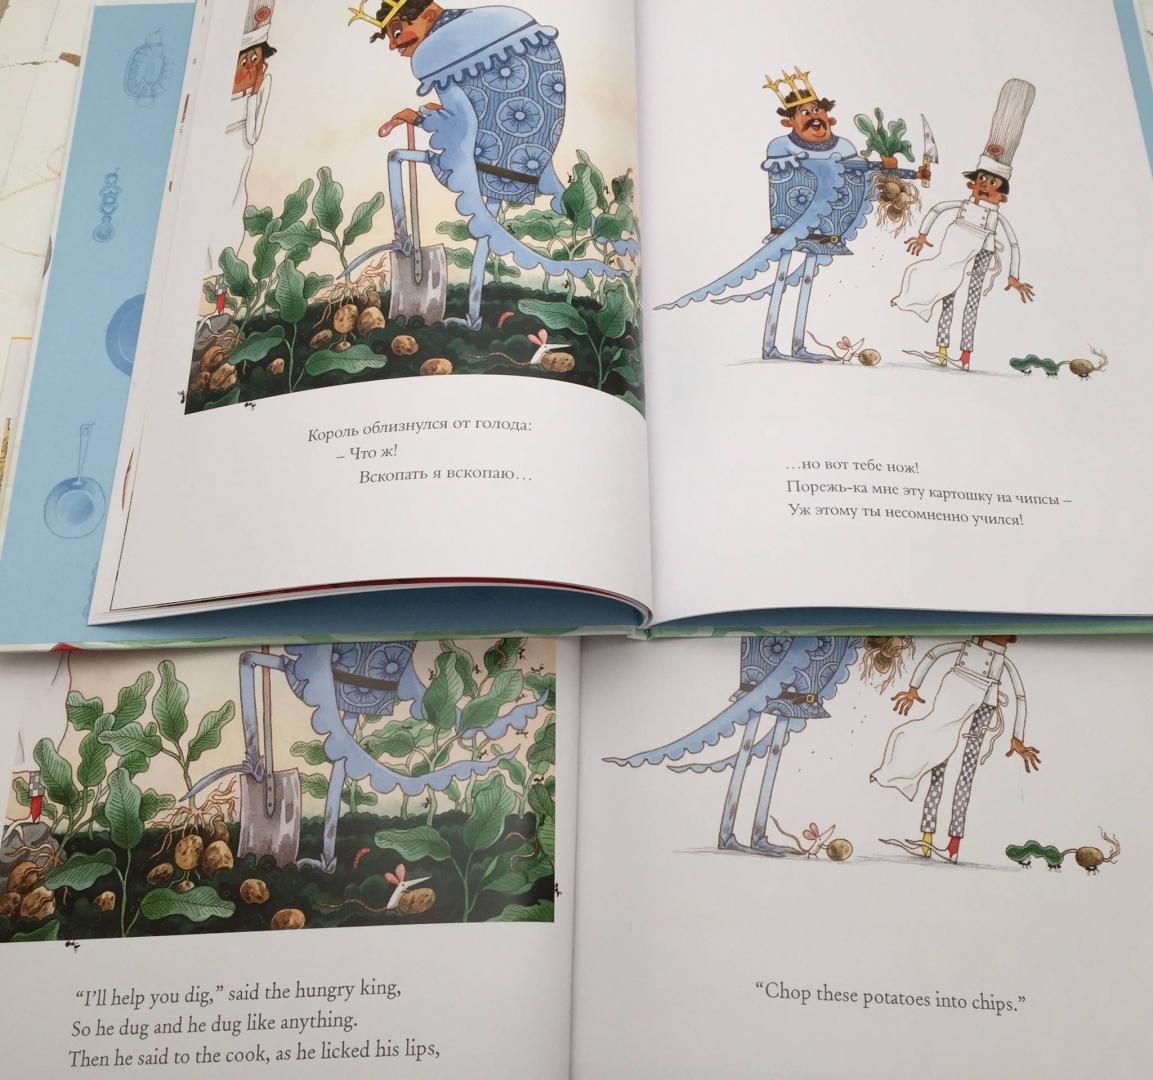 Король облизнулся от голода:
– Что ж!
Вскопать я вскопаю…
…но вот тебе нож!
Порежь-ка мне эту картошку на чипсы –
Уж этому ты несомненно учился!
“I’ll help you dig,” said the hungry king,
So he dug and he dug like anything.
Then he said to the cook, as he licked his lips,
“Chop these potatoes into chips.”